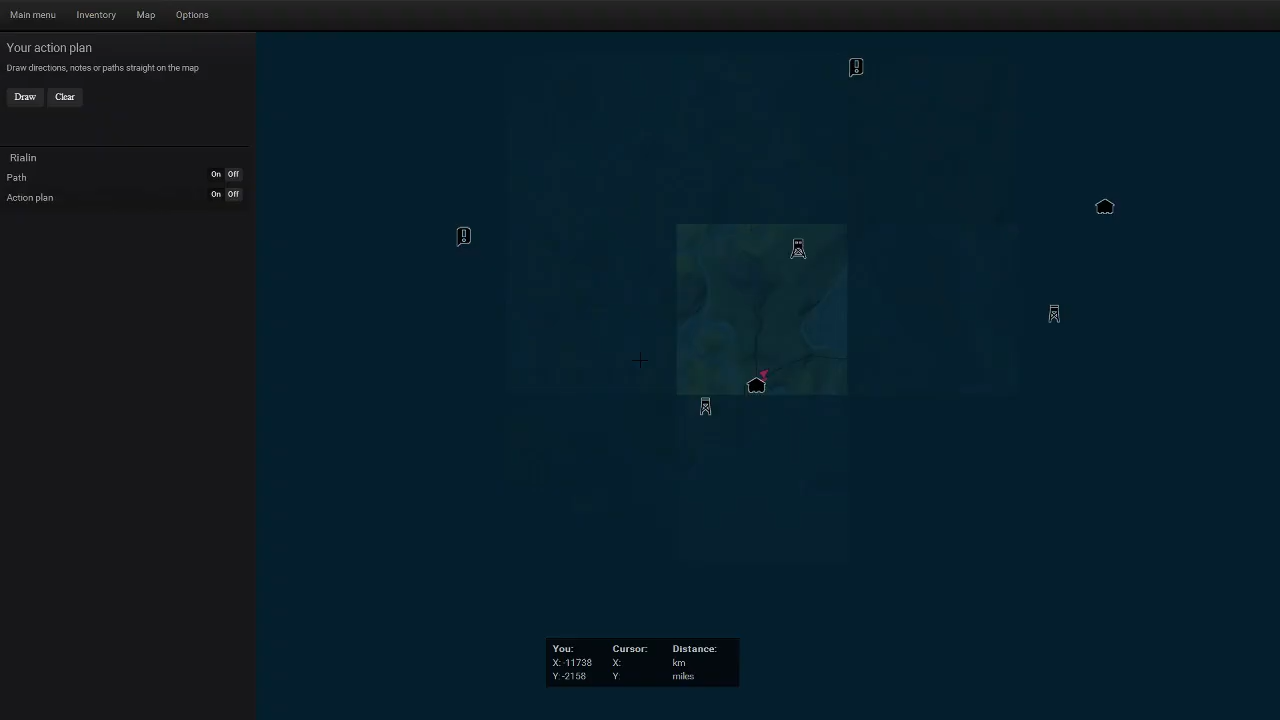 Main menu Inventory Map Options
Your action plan
Draw directions, notes or paths straight on the map
Draw Clear
Rialin
Path On Off
Action plan On Off
You: Cursor: Distance:
X: -11738 X: km
Y: -2158 Y: miles